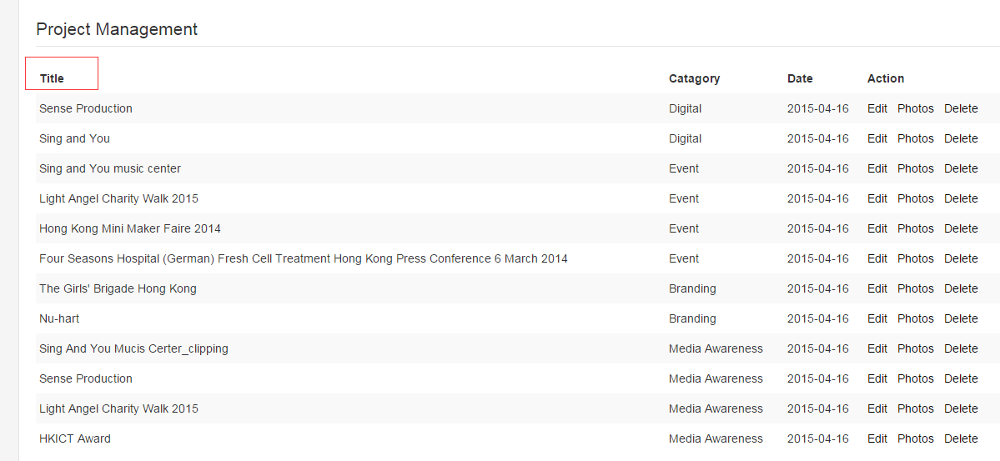 Project Management
Title Catagory Date Action
Sense Production Digital 2015-04-16 Edit Photos Delete
Sing and You Digital 2015-04-16 Edit Photos Delete
Sing and You music center Event 2015-04-16 Edit Photos Delete
Light Angel Charity Walk 2015 Event 2015-04-16 Edit Photos Delete
Hong Kong Mini Maker Faire 2014 Event 2015-04-16 Edit Photos Delete
Four Seasons Hospital (German) Fresh Cell Treatment Hong Kong Press Conference 6 March 2014 Event 2015-04-16 Edit Photos Delete
The Girls' Brigade Hong Kong Branding 2015-04-16 Edit Photos Delete
Nu-hart Branding 2015-04-16 Edit Photos Delete
Sing And You Mucis Certer_clipping Media Awareness 2015-04-16 Edit Photos Delete
Sense Production Media Awareness 2015-04-16 Edit Photos Delete
Light Angel Charity Walk 2015 Media Awareness 2015-04-16 Edit Photos Delete
HKICT Award Media Awareness 2015-04-16 Edit Photos Delete